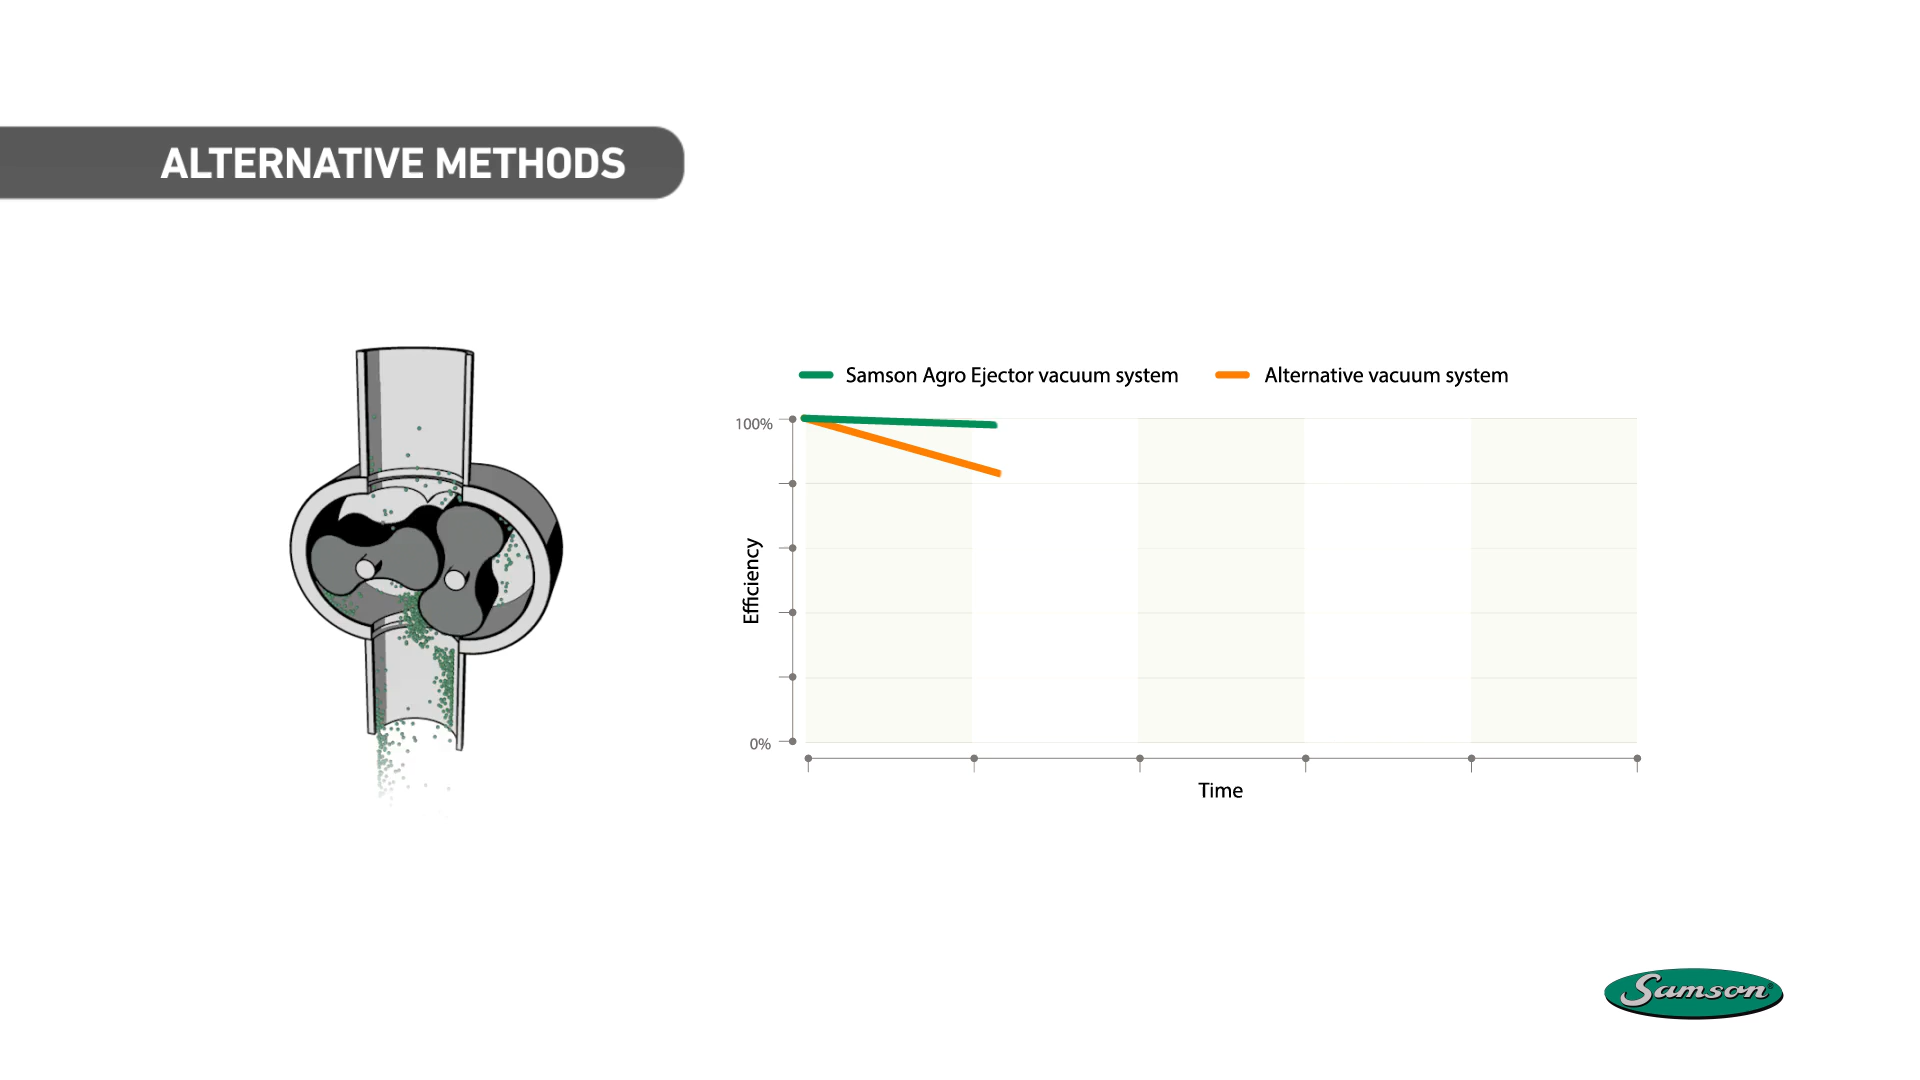 ALTERNATIVE METHODS
Samson Agro Ejector vacuum system
Alternative vacuum system
100%
Efficiency
0%
Time
Samson